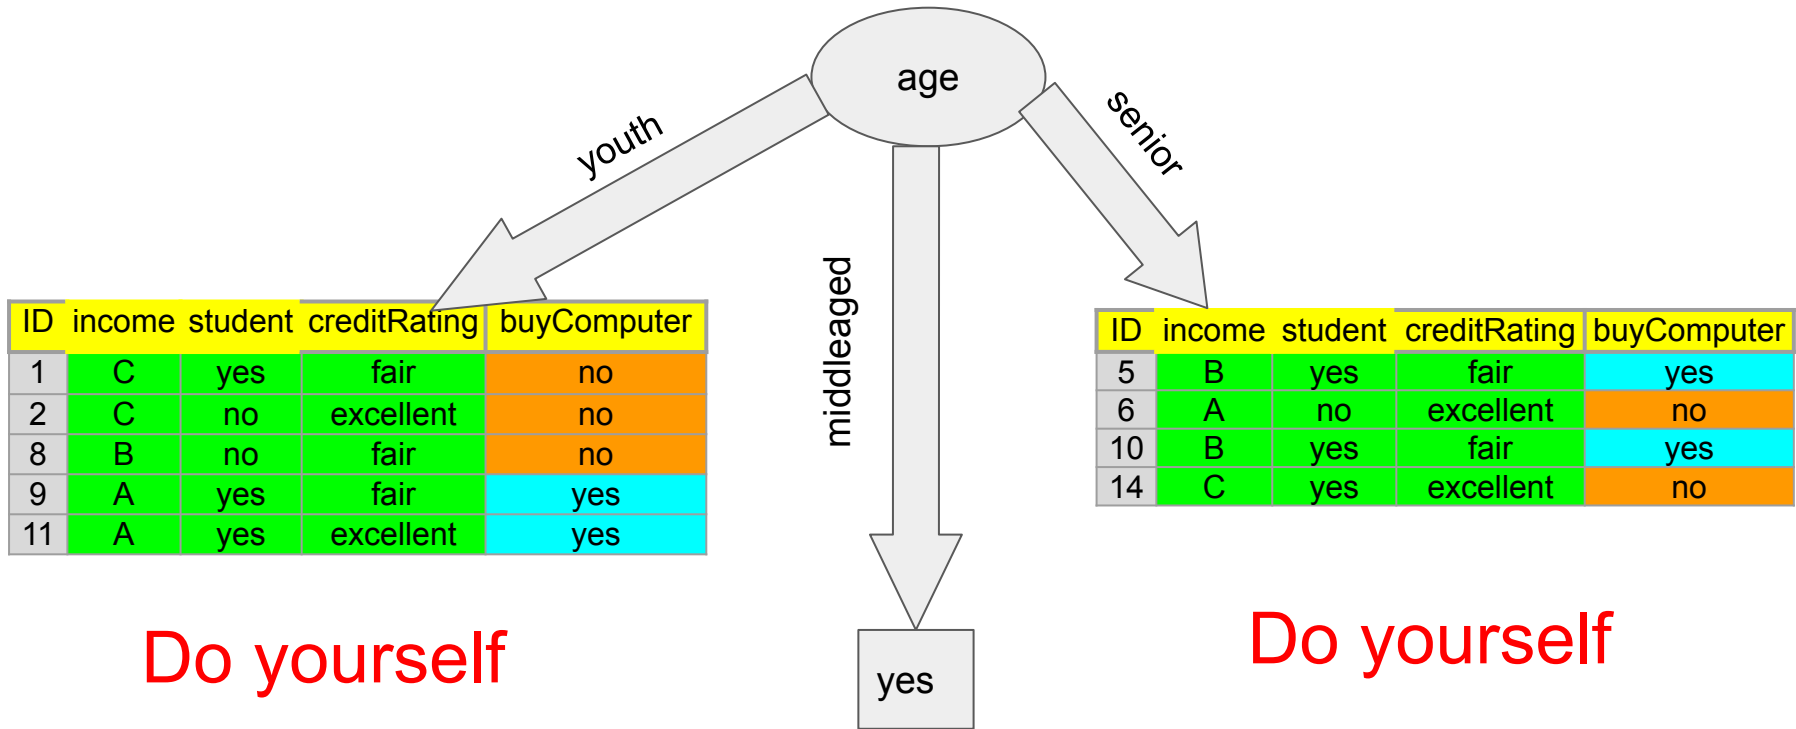 age
youth
senior
middleaged
ID income student creditRating buyComputer
1 C yes fair no
2 C no excellent no
8 B no fair no
9 A yes fair yes
11 A yes excellent yes
ID income student creditRating buyComputer
5 B yes fair yes
6 A no excellent no
10 B yes fair yes
14 C yes excellent no
Do yourself
yes
Do yourself